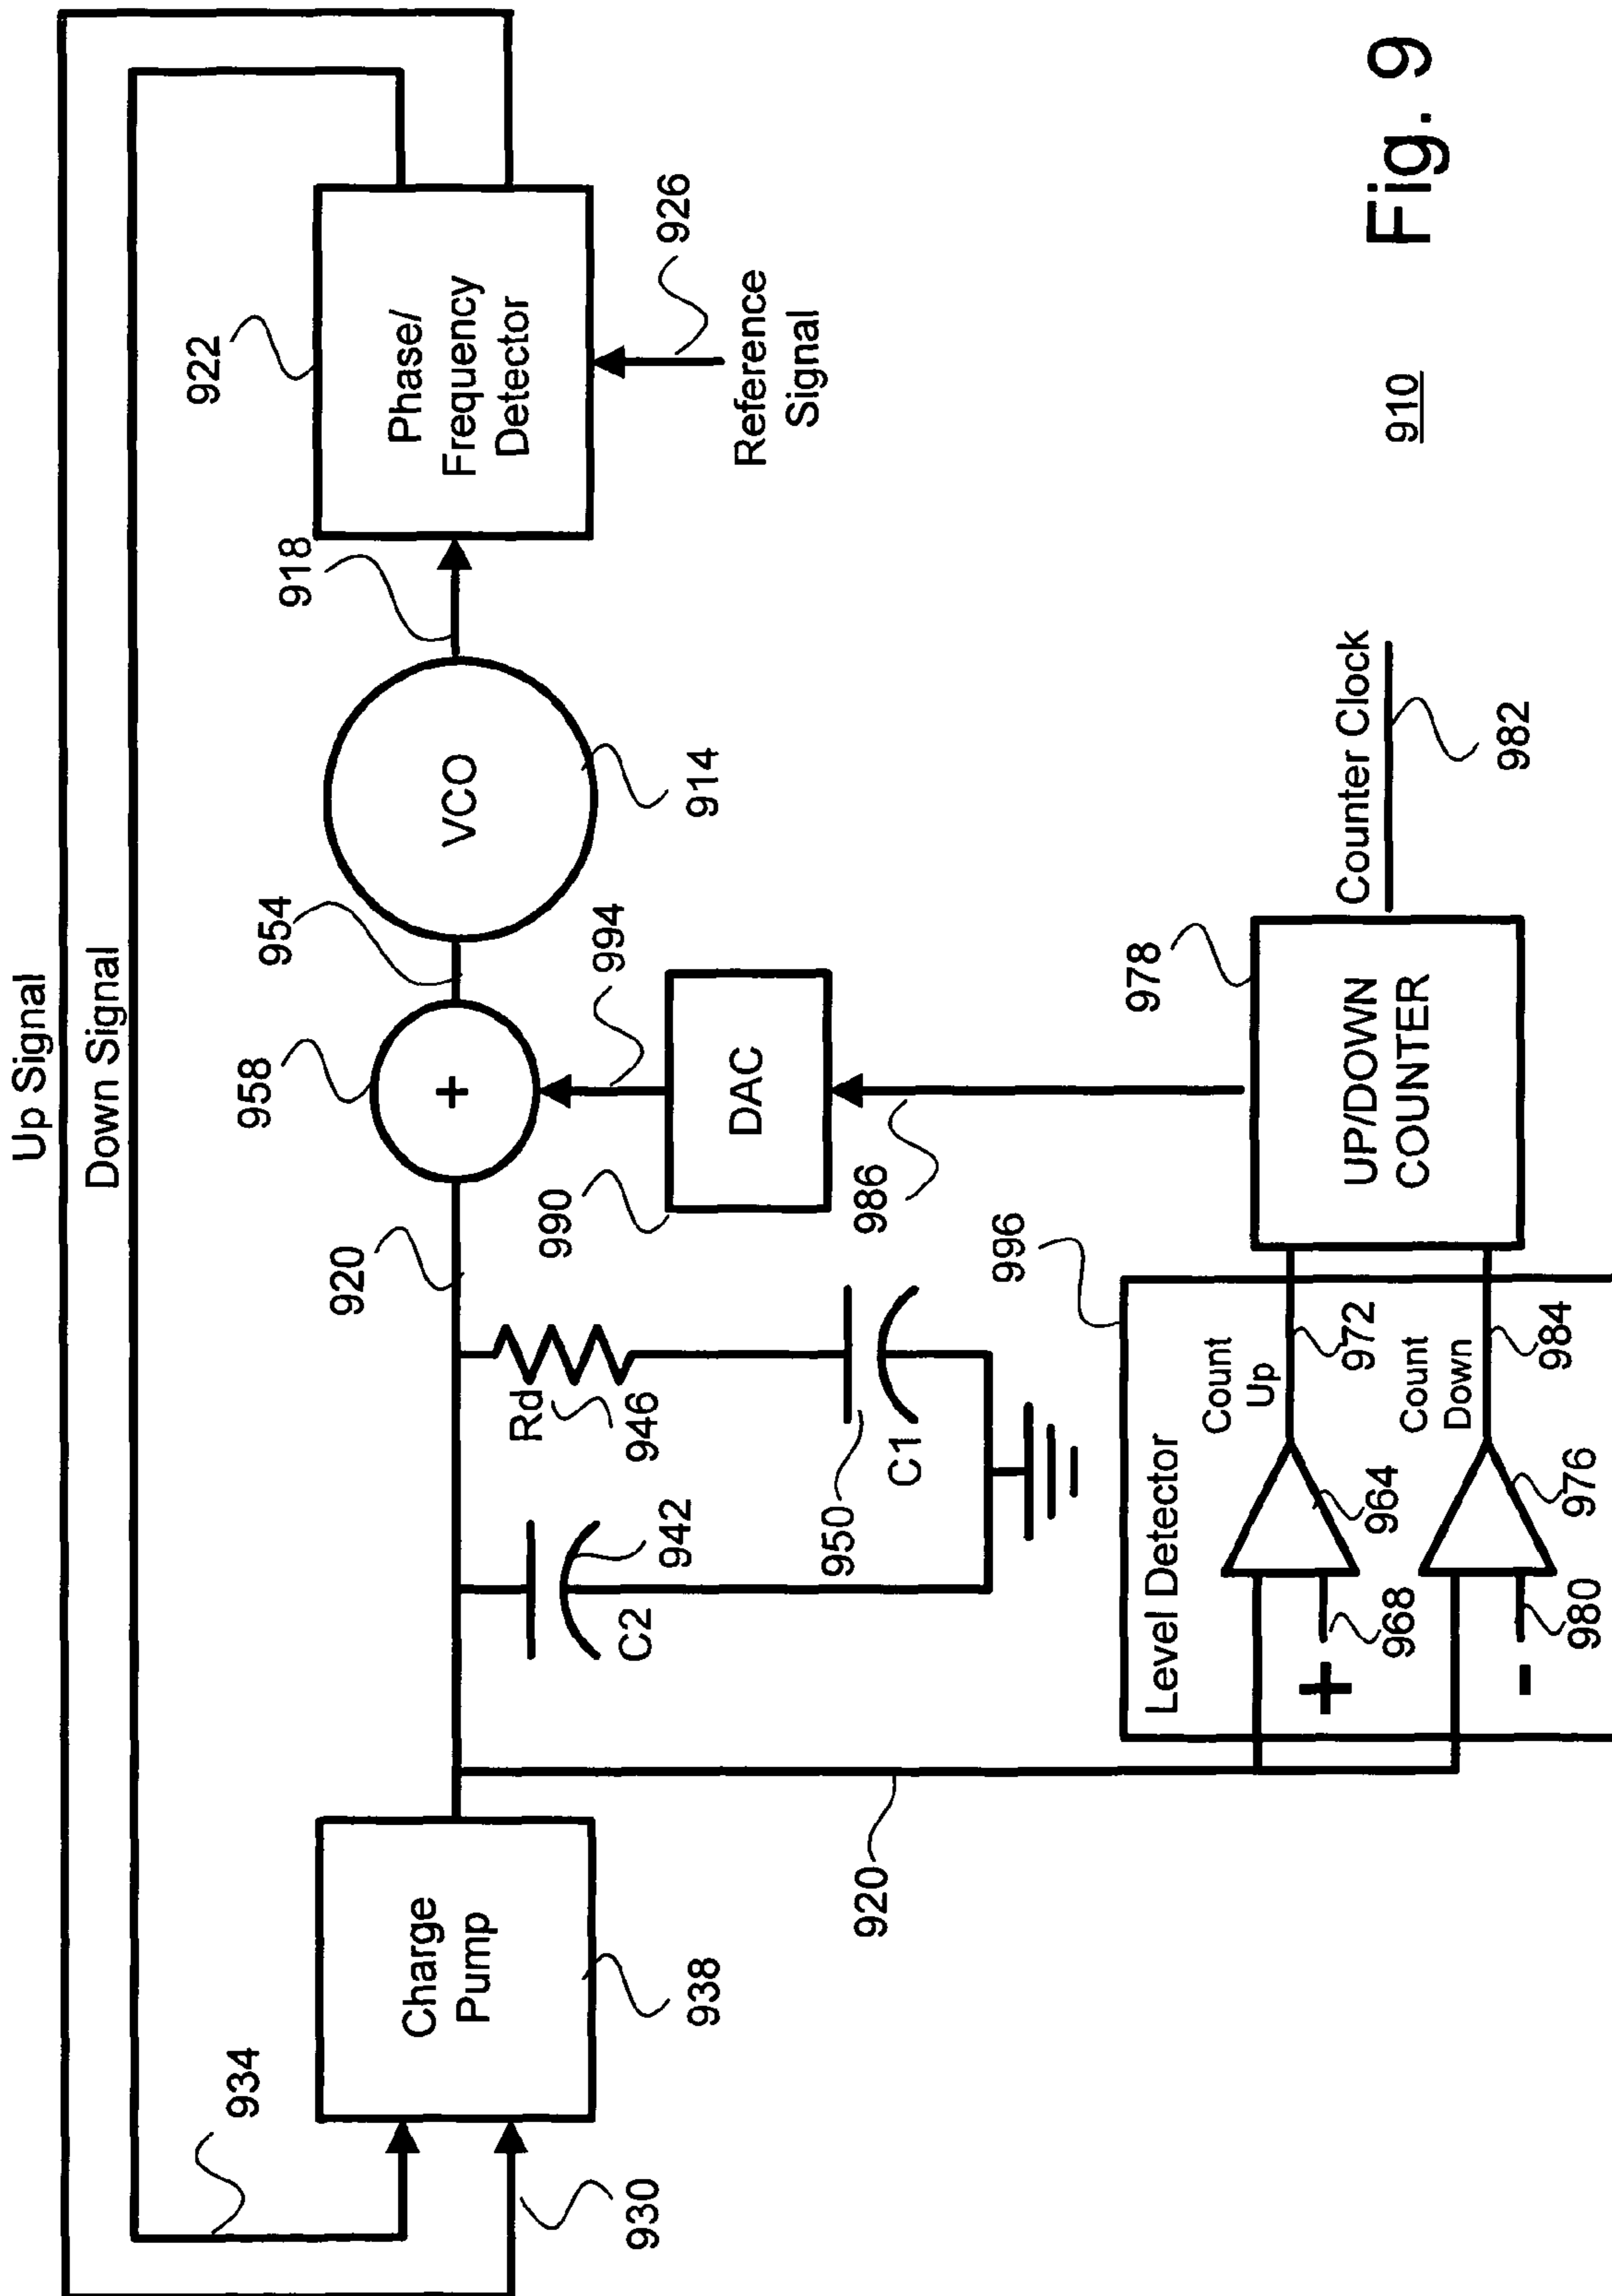 Up Signal
Down Signal
934
930
Charge
Pump
938
920
C2
942
Rd
946
950
C1
920
958
+
954
994
DAC
990
986
VCO
914
918
922
Phase/
Frequency
Detector
926
Reference
Signal
Level Detector
996
+
968
964
Count
Up
972
-
980
976
Count
Down
984
UP/DOWN
COUNTER
978
Counter Clock
982
910
Fig. 9